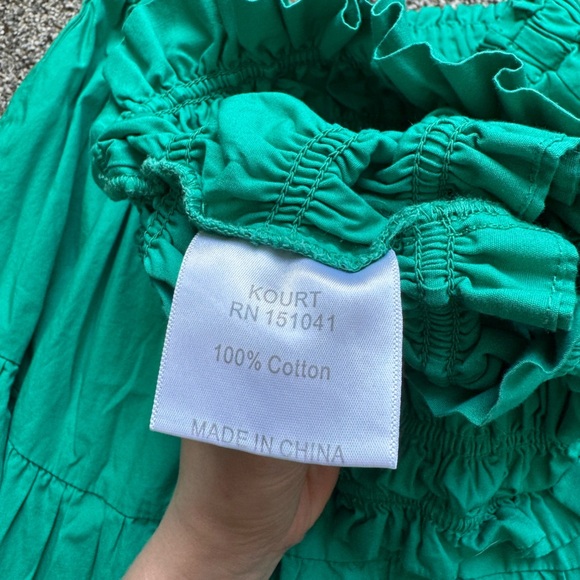 KOURT
RN 151041
100% Cotton
MADE IN CHINA